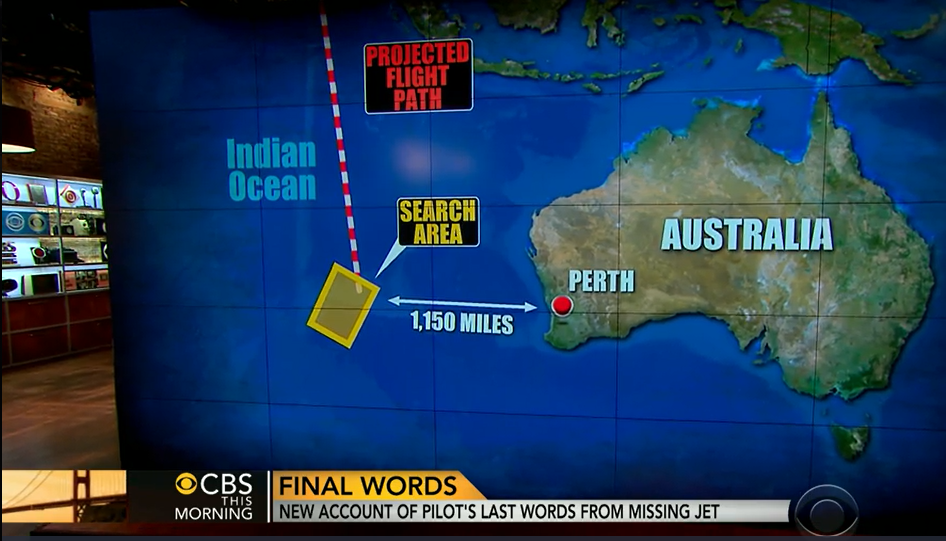 PROJECTED
FLIGHT
PATH
Indian
Ocean
SEARCH
AREA
AUSTRALIA
PERTH
1,150 MILES
CBS
THIS
MORNING
FINAL WORDS
NEW ACCOUNT OF PILOT'S LAST WORDS FROM MISSING JET